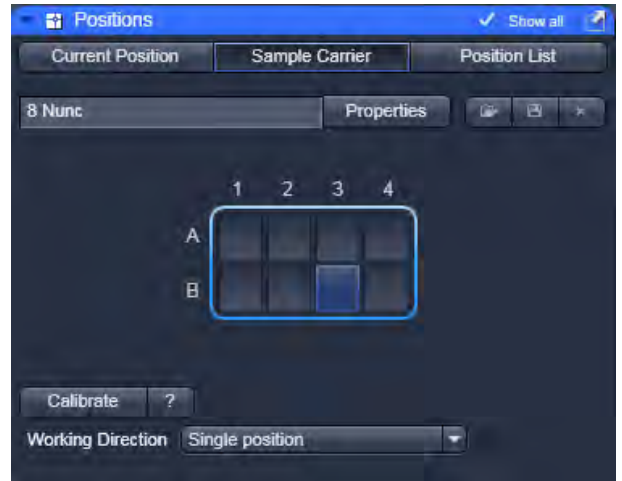 Positions Show all
Current Position Sample Carrier Position List
8 Nunc Properties
1 2 3 4
A
B
Calibrate ?
Working Direction Single position